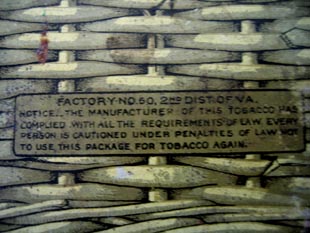 FACTORY NO. 50, 2ND DIST. OF VA.
NOTICE. THE MANUFACTURER OF THIS TOBACCO HAS
COMPLIED WITH ALL THE REQUIREMENTS OF LAW. EVERY
PERSON IS CAUTIONED UNDER PENALTIES OF LAW NOT
TO USE, THIS PACKAGE FOR TOBACCO AGAIN.